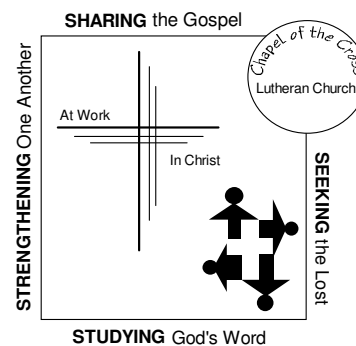 SHARING the Gospel
Chapel of the Cross
Lutheran Church
STRENGTHENING One Another
At Work
In Christ
SEEKING the Lost
STUDYING God's Word